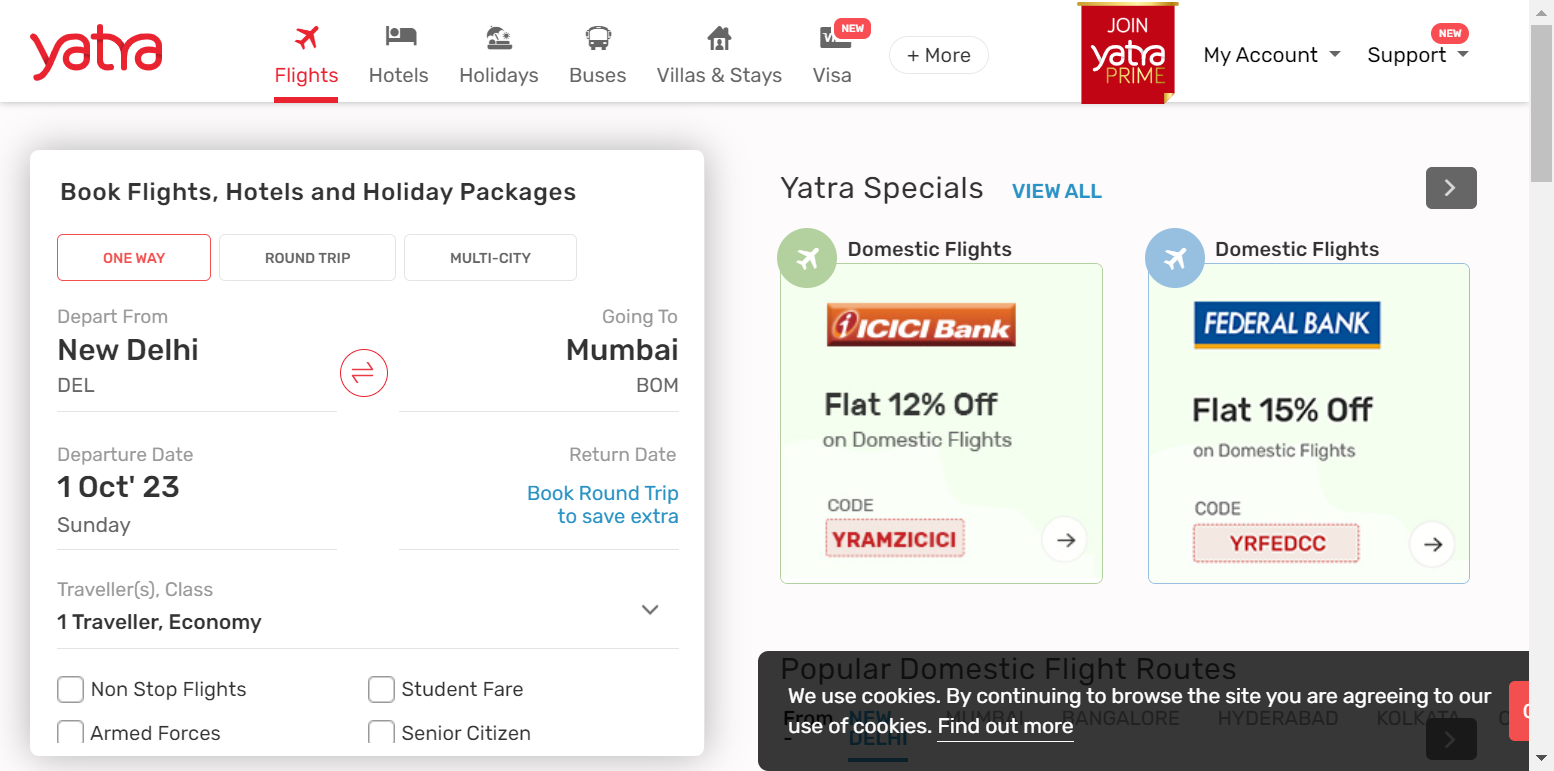 yatra
Flights
Hotels
Holidays
Buses
Villas & Stays
NEW
Visa
+ More
JOIN
yatra
PRIME
My Account
NEW
Support
Book Flights, Hotels and Holiday Packages
ONE WAY
ROUND TRIP
MULTI-CITY
Depart From
New Delhi
DEL
Going To
Mumbai
BOM
Departure Date
1 Oct' 23
Sunday
Return Date
Book Round Trip
to save extra
Traveller(s), Class
1 Traveller, Economy
Non Stop Flights
Student Fare
Armed Forces
Senior Citizen
Yatra Specials
VIEW ALL
Domestic Flights
ICICI Bank
Flat 12% Off
on Domestic Flights
CODE
YRAMZICICI
Domestic Flights
FEDERAL BANK
Flat 15% Off
on Domestic Flights
CODE
YRFEDCC
Popular Domestic Flight Routes
From
-
NEW
DELHI
MUMBAI
BANGALORE
HYDERABAD
KOLKATA
We use cookies. By continuing to browse the site you are agreeing to our
use of cookies. Find out more